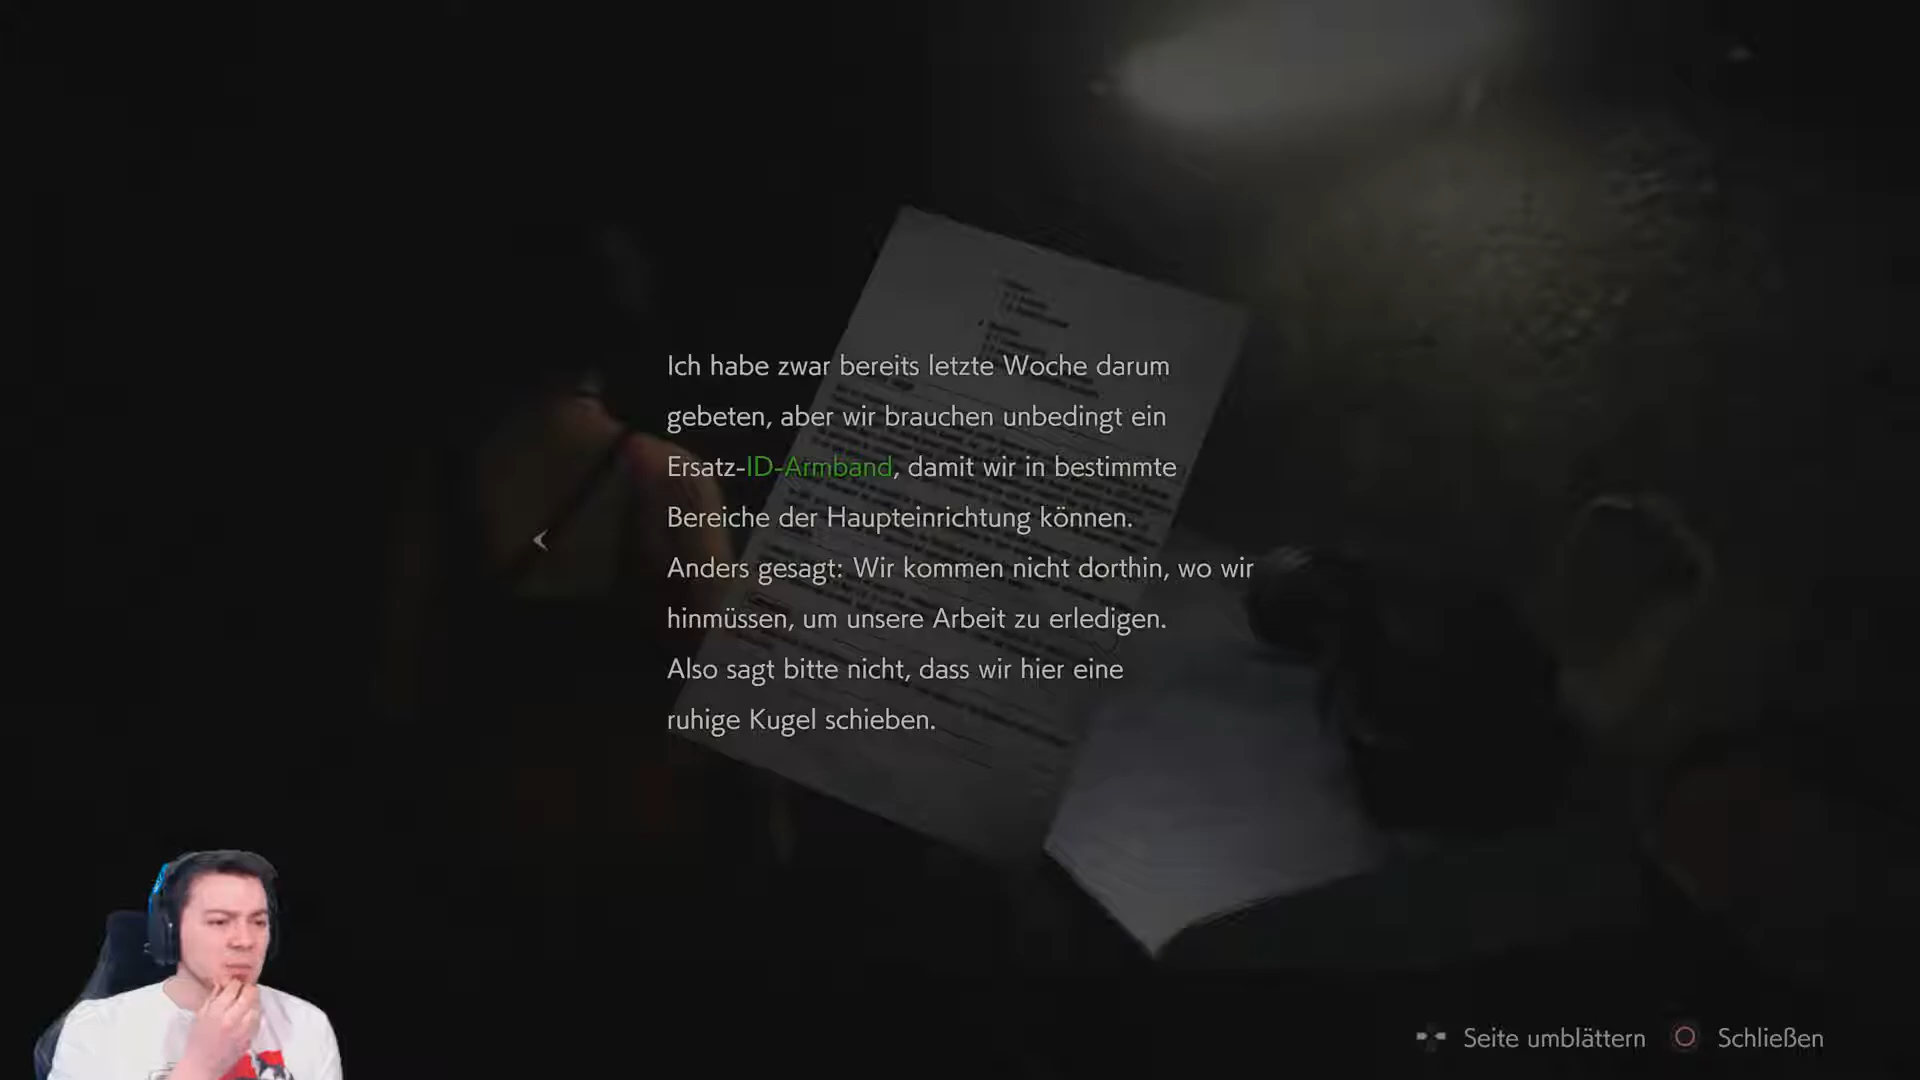 Ich habe zwar bereits letzte Woche darum
gebeten, aber wir brauchen unbedingt ein
Ersatz-ID-Armband, damit wir in bestimmte
Bereiche der Haupteinrichtung können.
Anders gesagt: Wir kommen nicht dorthin, wo wir
hinmüssen, um unsere Arbeit zu erledigen.
Also sagt bitte nicht, dass wir hier eine
ruhige Kugel schieben.
Seite umblättern
Schließen